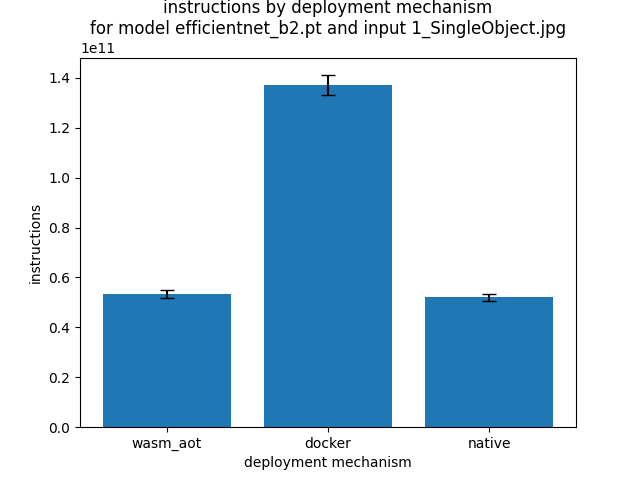 instructions by deployment mechanism
for model efficientnet_b2.pt and input 1_SingleObject.jpg
1e11
1.4
1.2
1.0
0.8
0.6
0.4
0.2
0.0
instructions
wasm_aot
docker
native
deployment mechanism